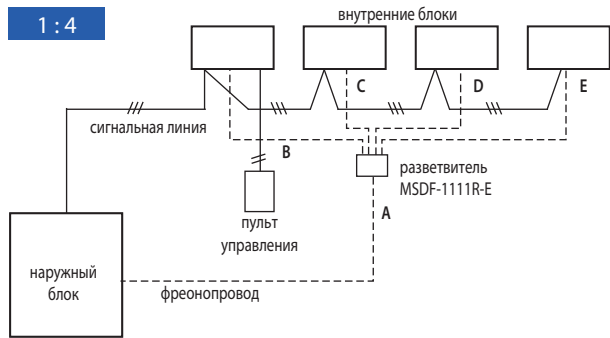 1 : 4
внутренние блоки
C
D
E
сигнальная линия
B
разветвитель
MSDF-1111R-E
A
пульт
управления
наружный
блок
фреонопровод